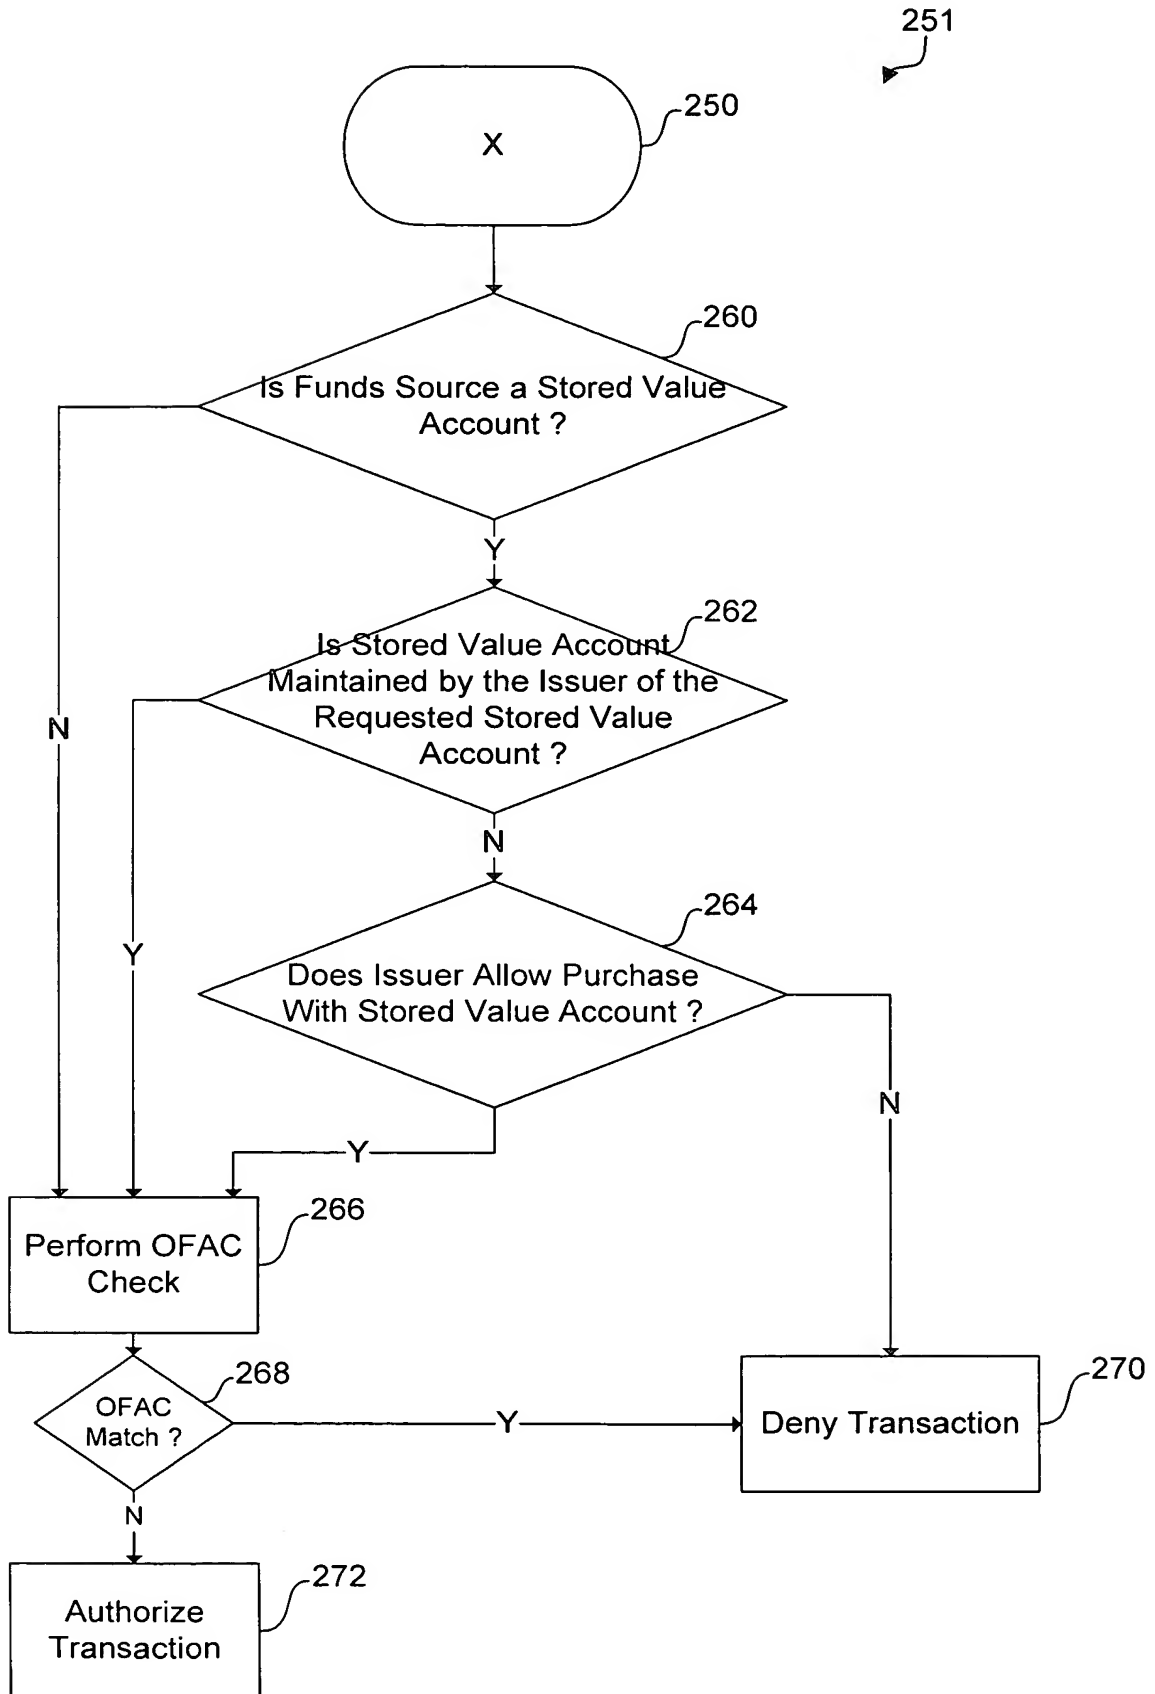 251
250
X
260
Is Funds Source a Stored Value
Account ?
Y
262
Is Stored Value Account
Maintained by the Issuer of the
Requested Stored Value
Account ?
N
N
264
Does Issuer Allow Purchase
With Stored Value Account ?
Y
N
Y
266
Perform OFAC
Check
268
OFAC
Match ?
Y
270
Deny Transaction
N
272
Authorize
Transaction